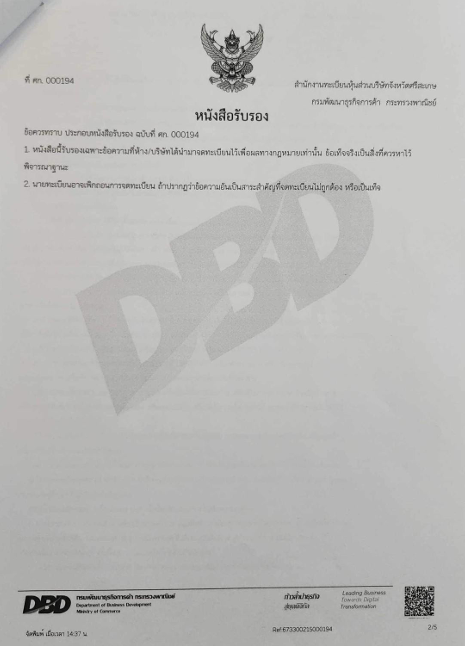 ที่ ศก. 000194
สำนักงานทะเบียนหุ้นส่วนบริษัทจังหวัดศรีสะเกษ
กรมพัฒนาธุรกิจการค้า กระทรวงพาณิชย์
หนังสือรับรอง
ข้อควรทราบ ประกอบหนังสือรับรอง ฉบับที่ ศก. 000194
1. หนังสือนี้รับรองเฉพาะข้อความที่ห้าง/บริษัทได้นำมาจดทะเบียนไว้เพื่อผลทางกฎหมายเท่านั้น ข้อเท็จจริงเป็นสิ่งที่ควรหาไว้
พิจารณาฐานะ
2. นายทะเบียนอาจเพิกถอนการจดทะเบียน ถ้าปรากฏว่าข้อความอันเป็นสาระสำคัญที่จดทะเบียนไม่ถูกต้อง หรือเป็นเท็จ
DBD
DBD
กรมพัฒนาธุรกิจการค้า กระทรวงพาณิชย์
Department of Business Development
Ministry of Commerce
ก้าวล้ำนำธุรกิจ
สู่ยุคดิจิทัล
Leading Business
Towards Digital
Transformation
จัดพิมพ์ เมื่อเวลา 14:37 น
Ref:673300215000194
2/5